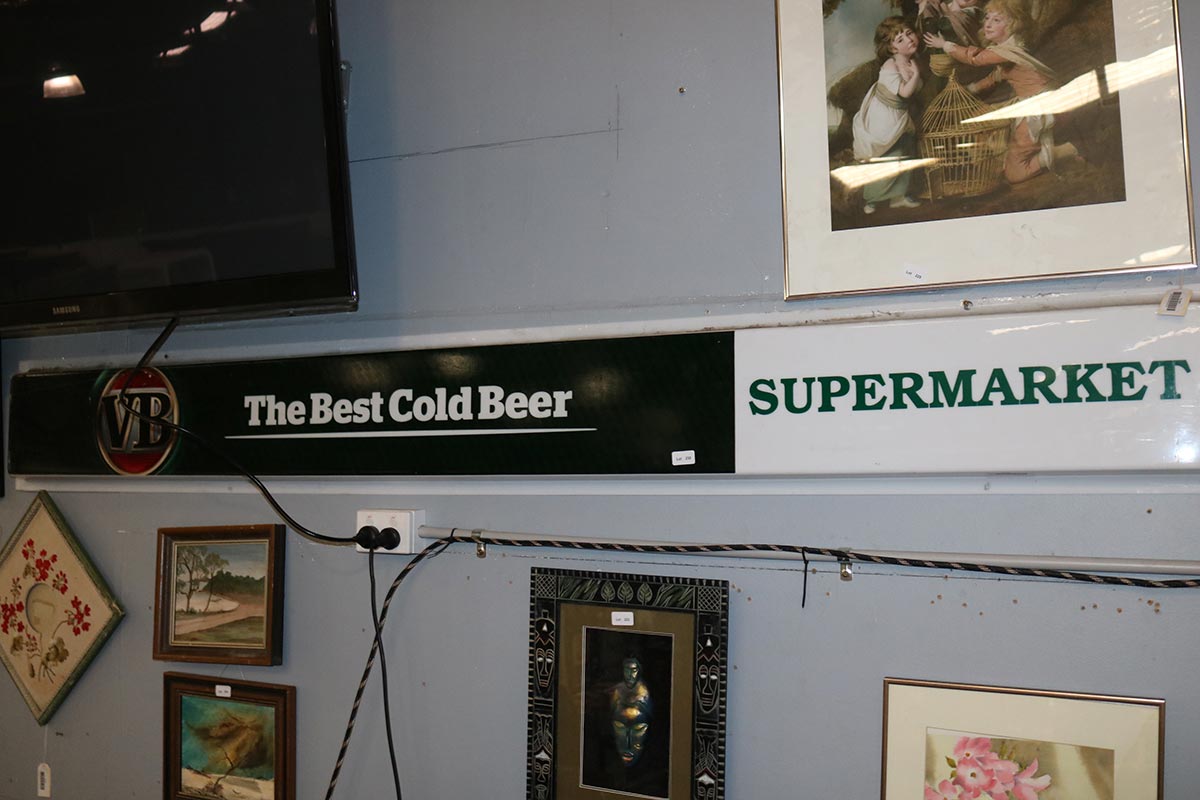 SAMSUNG
VB
The Best Cold Beer
SUPERMARKET